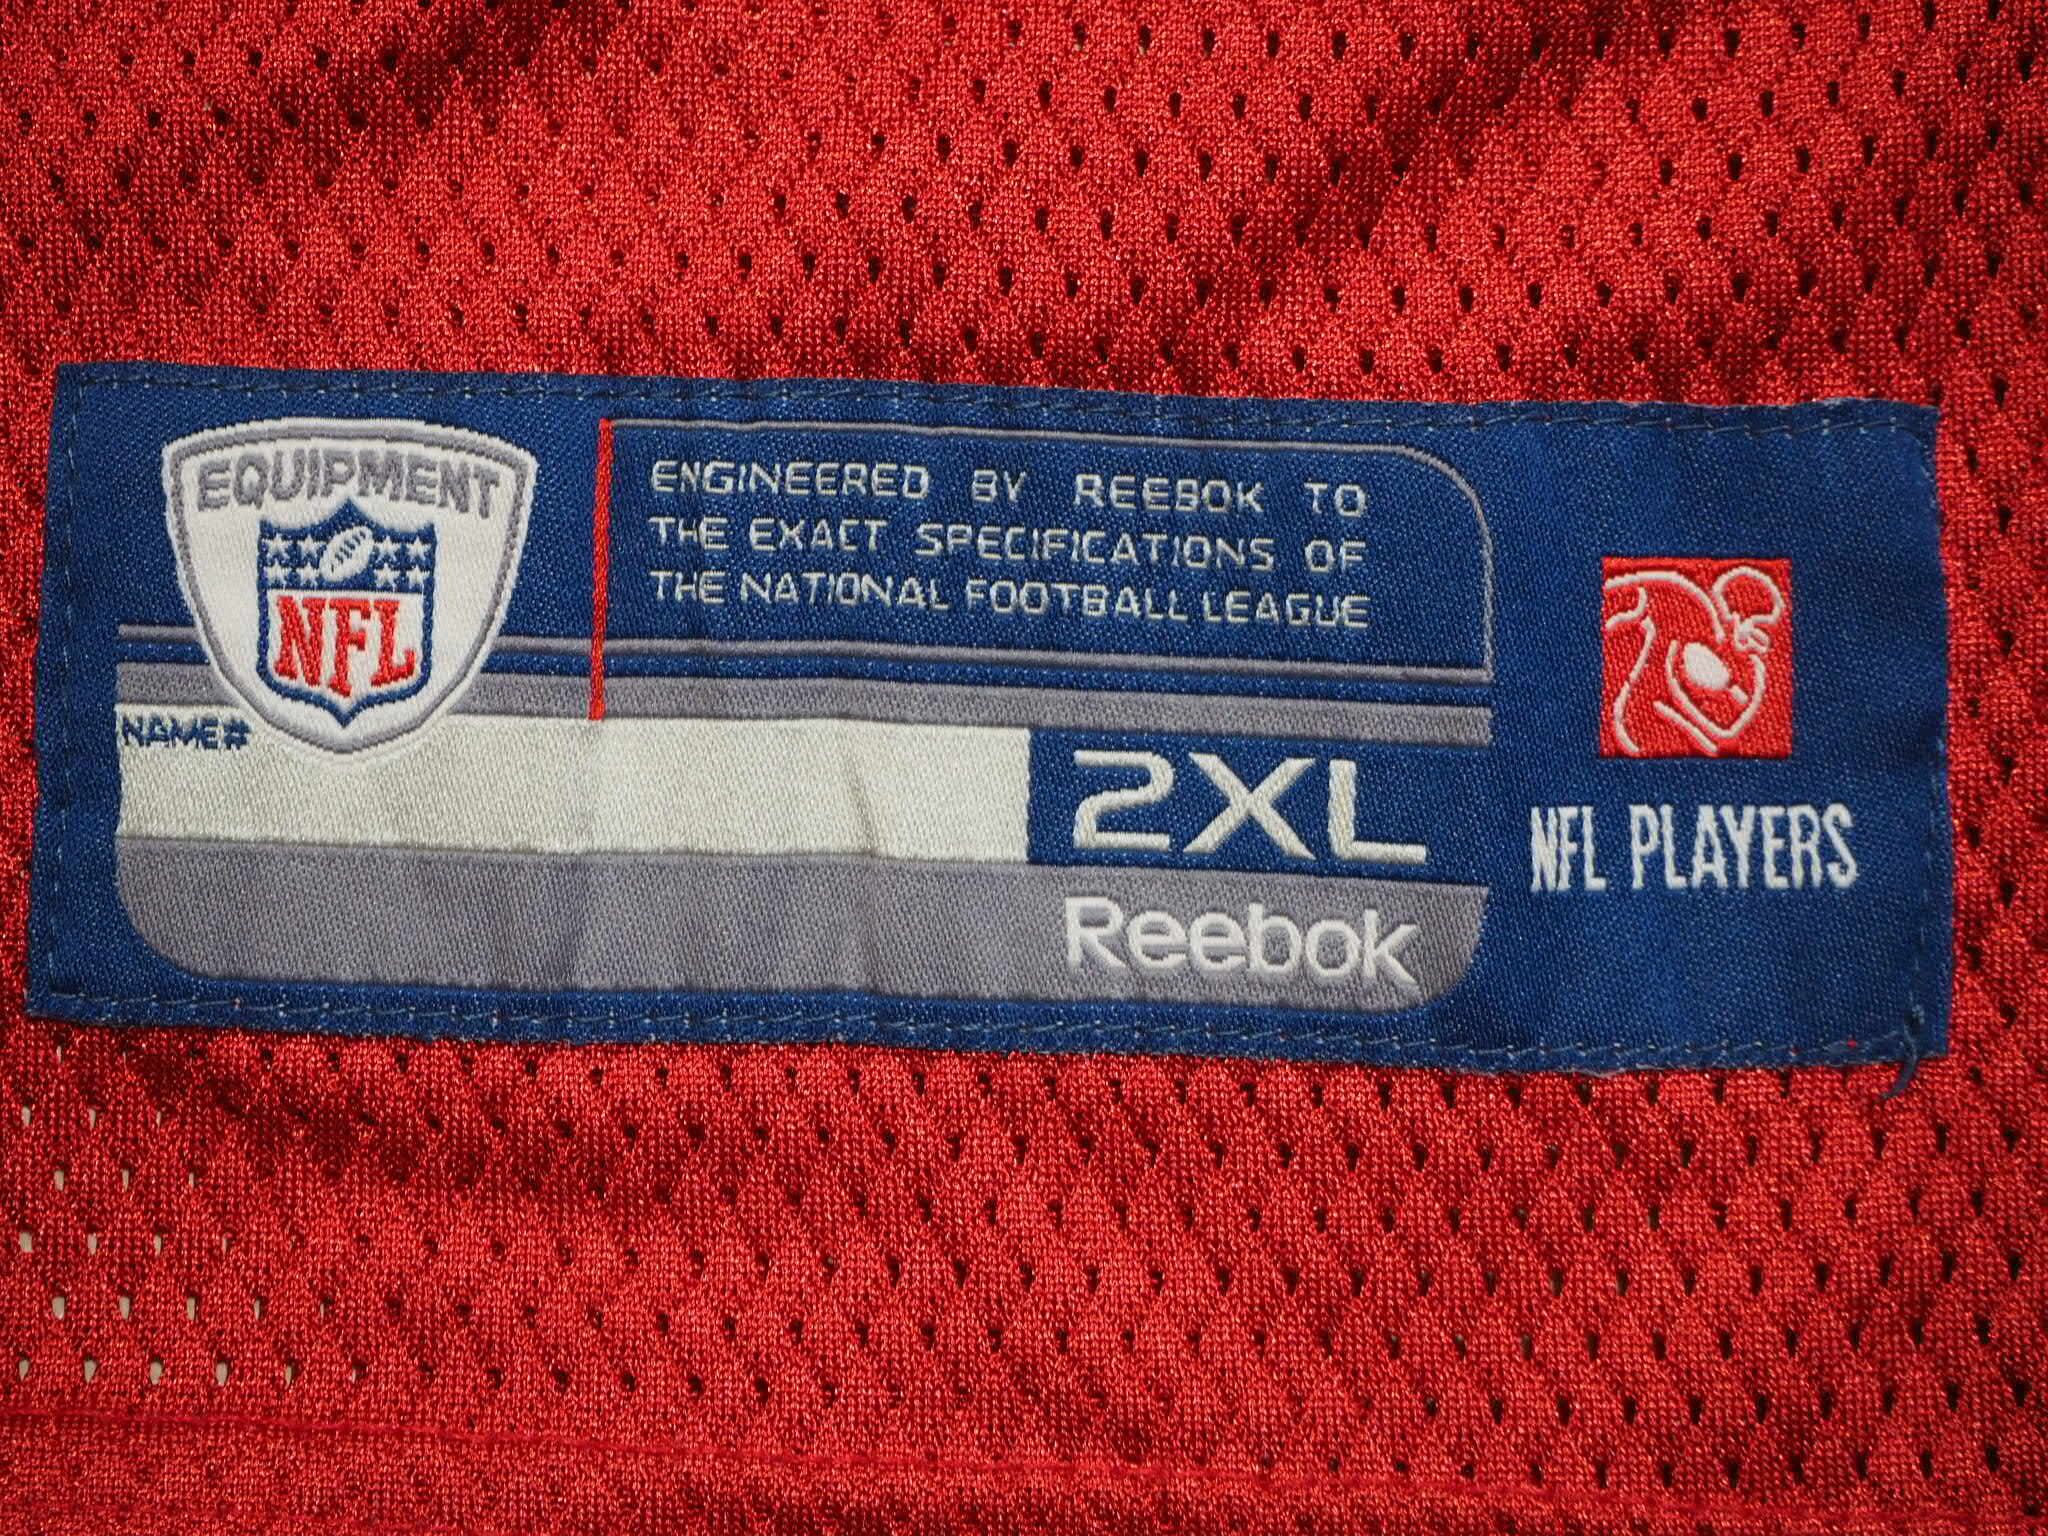 EQUIPMENT
NFL
ENGINEERED BY REEBOK TO
THE EXACT SPECIFICATIONS OF
THE NATIONAL FOOTBALL LEAGUE
NAME#
2XL
Reebok
NFL PLAYERS